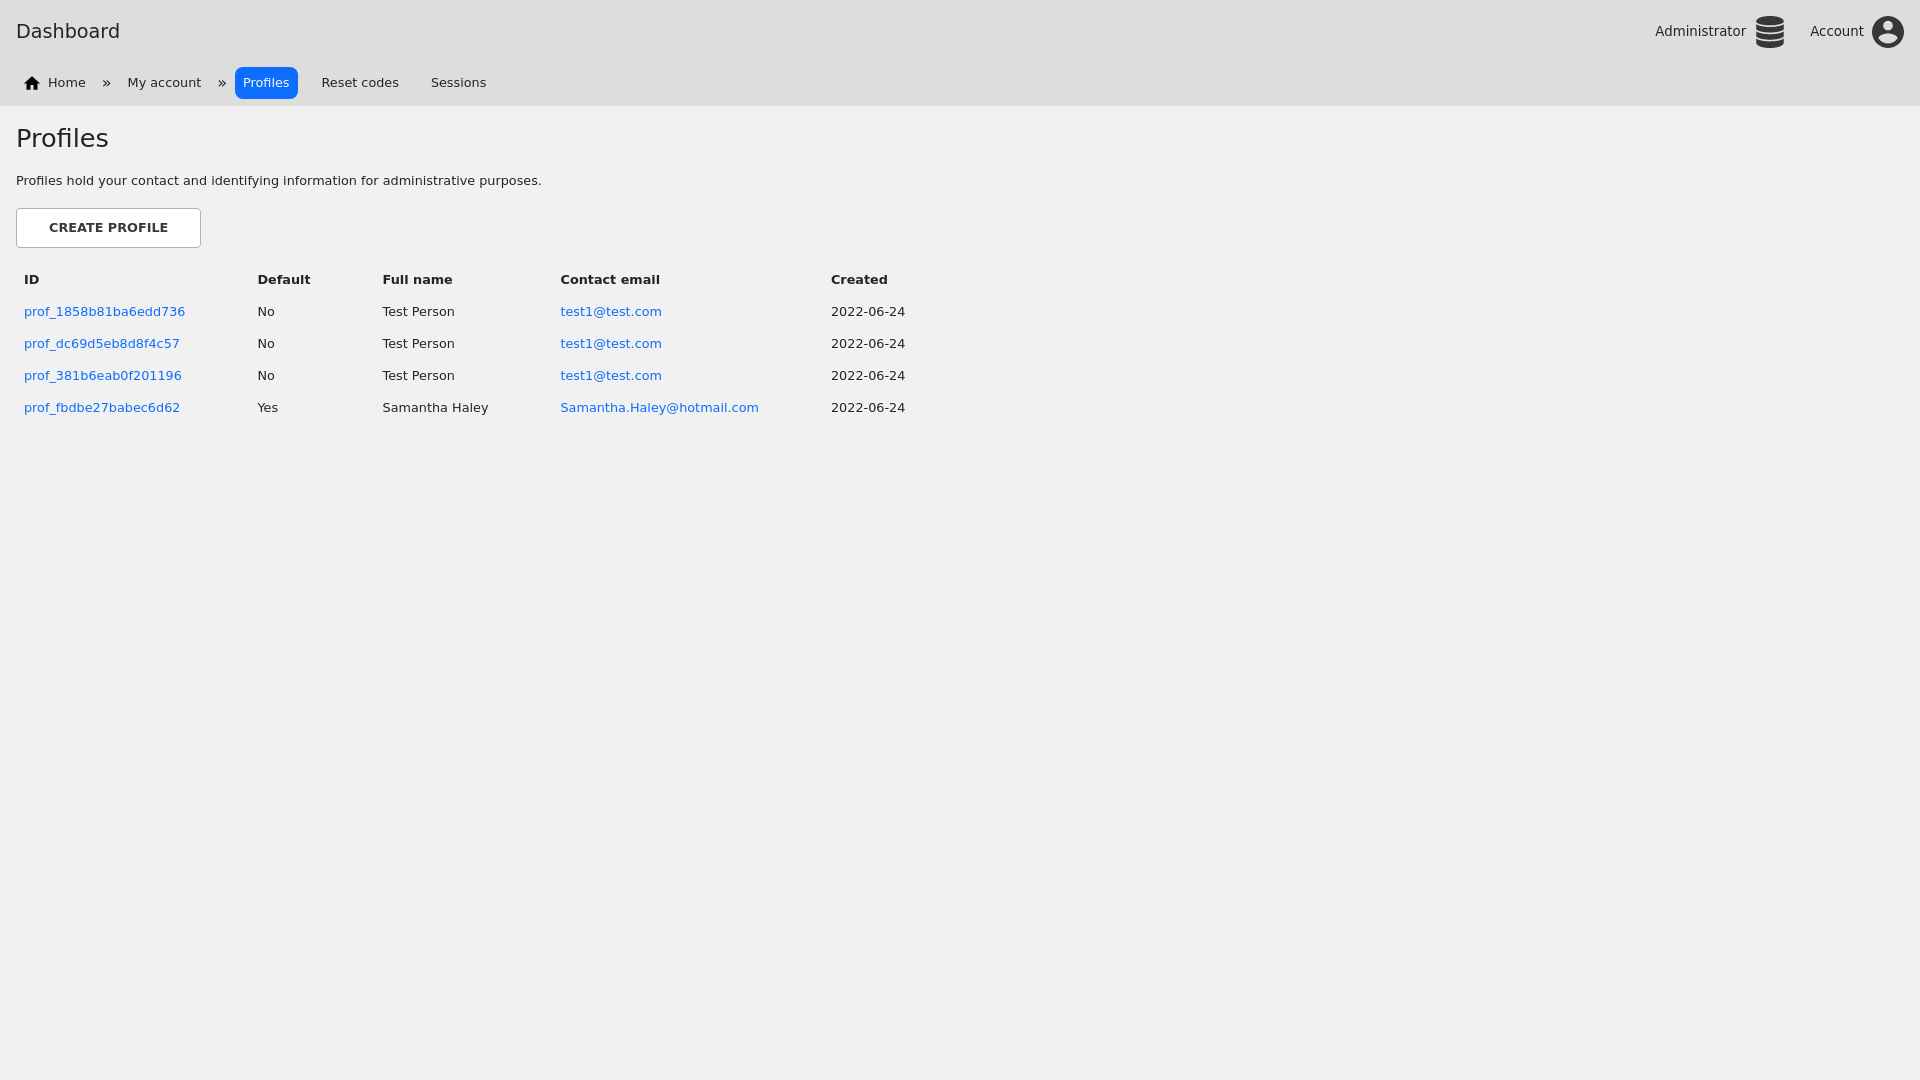 Dashboard
Administrator
Account
Home » My account » Profiles Reset codes Sessions
Profiles
Profiles hold your contact and identifying information for administrative purposes.
CREATE PROFILE
ID Default Full name Contact email Created
prof_1858b81ba6edd736 No Test Person test1@test.com 2022-06-24
prof_dc69d5eb8d8f4c57 No Test Person test1@test.com 2022-06-24
prof_381b6eab0f201196 No Test Person test1@test.com 2022-06-24
prof_fbdbe27babec6d62 Yes Samantha Haley Samantha.Haley@hotmail.com 2022-06-24